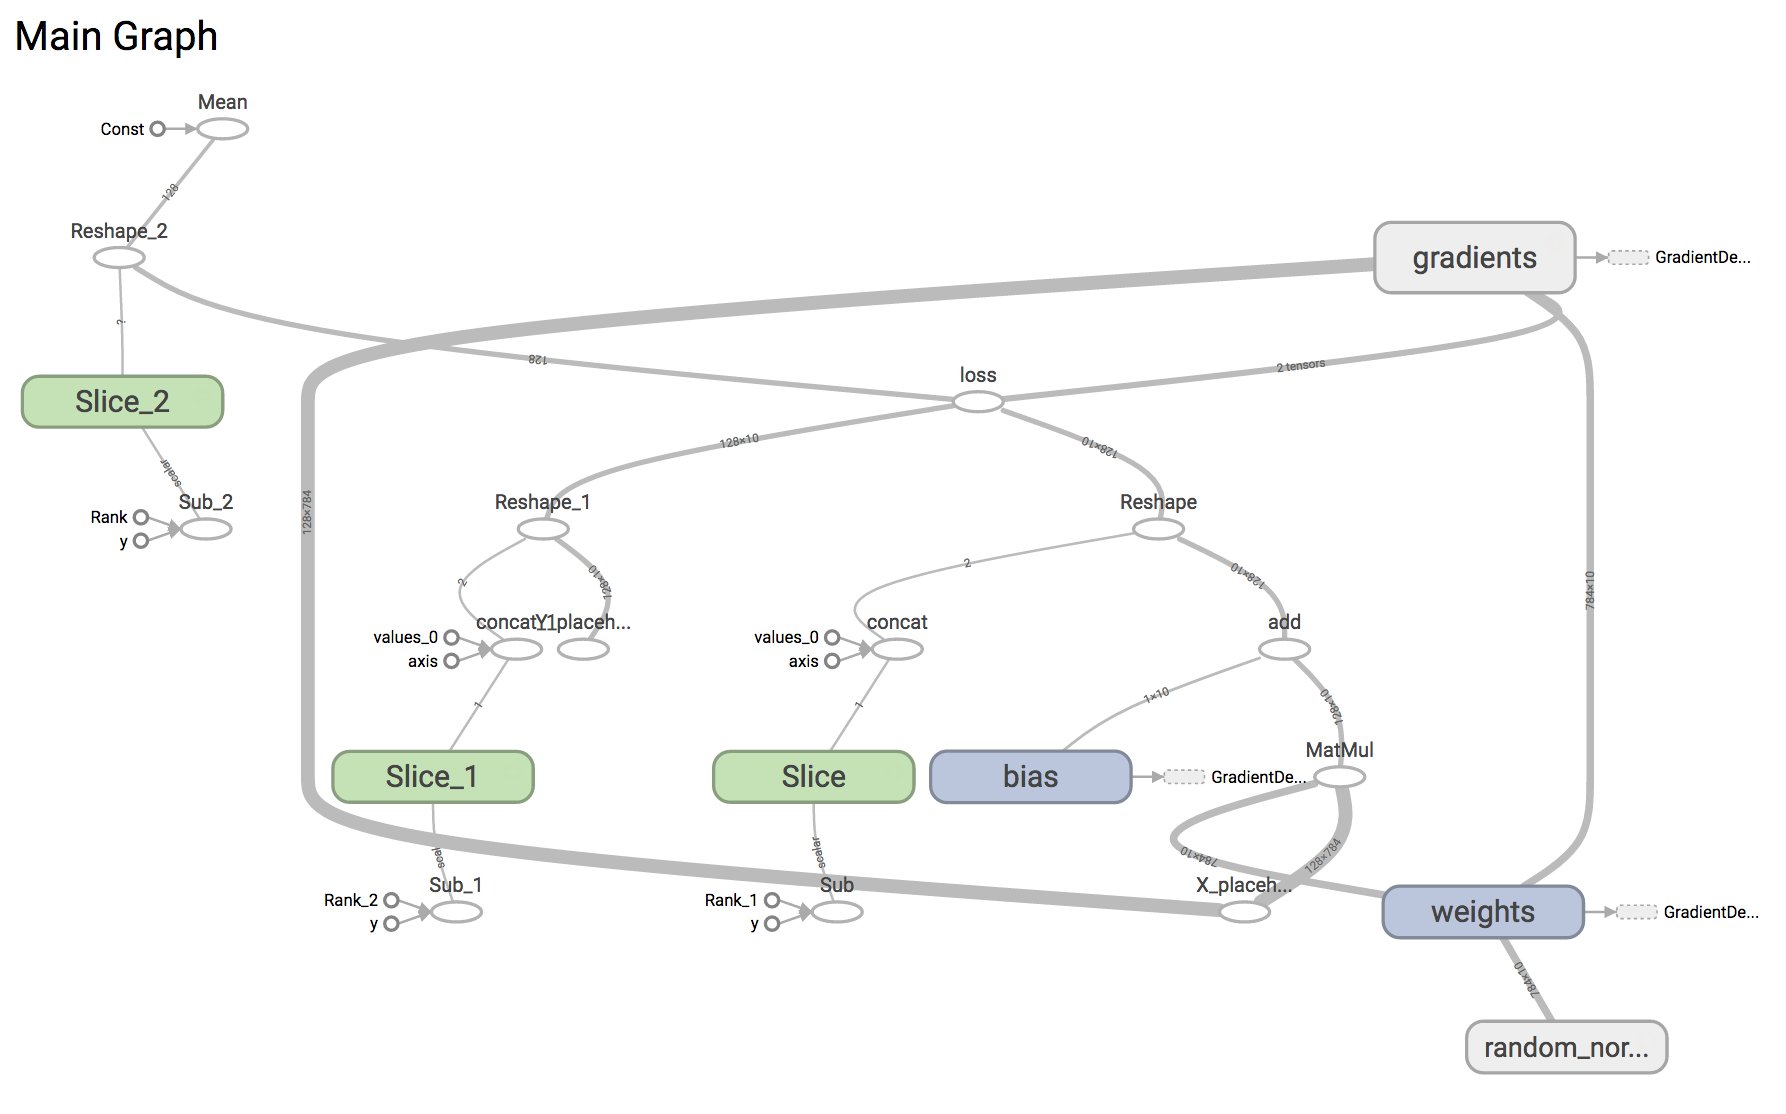 Main Graph
Mean
Const
128
Reshape_2
gradients
GradientDe...
?
128
2 tensors
loss
Slice_2
128×10
128×10
scalar
Sub_2
Rank
y
128×784
Reshape_1
Reshape
2
128×10
2
128×10
784×10
concat_1
Y_placeh...
concat
add
values_0
axis
values_0
axis
1
1
1×10
128×10
MatMul
Slice_1
Slice
bias
GradientDe...
scalar
scalar
784×10
128×784
Sub_1
Sub
X_placeh...
Rank_2
y
Rank_1
y
weights
GradientDe...
784×10
random_nor...